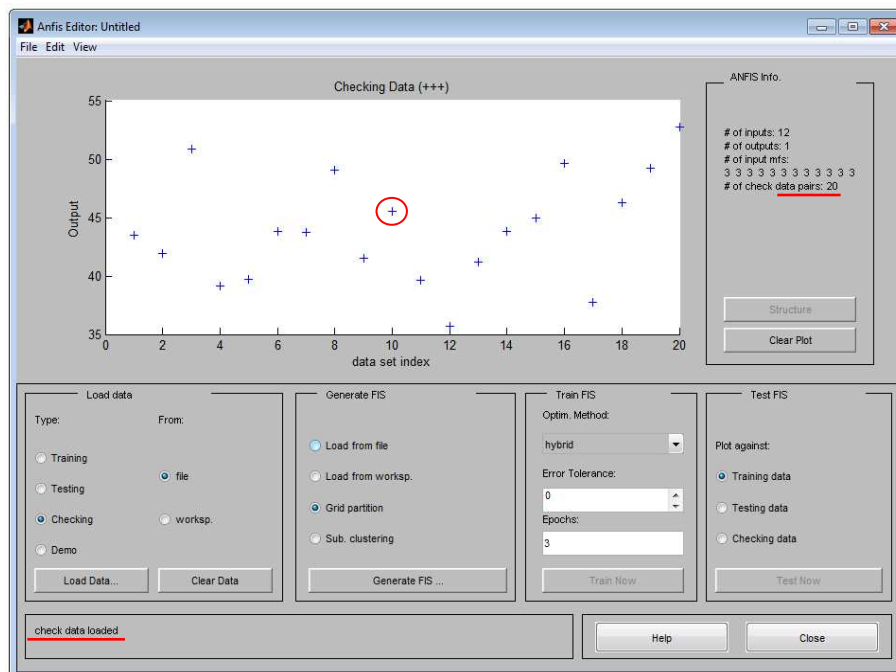 Anfis Editor: Untitled
File Edit View
Checking Data (+++)
55
50
45
40
35
Output
0 2 4 6 8 10 12 14 16 18 20
data set index
ANFIS Info.
# of inputs: 12
# of outputs: 1
# of input mfs:
3 3 3 3 3 3 3 3 3 3 3 3
# of check data pairs: 20
Structure
Clear Plot
Load data
Type:
From:
Training
Testing
Checking
Demo
file
worksp.
Load Data...
Clear Data
Generate FIS
Load from file
Load from worksp.
Grid partition
Sub. clustering
Generate FIS ...
Train FIS
Optim. Method:
hybrid
Error Tolerance:
0
Epochs:
3
Train Now
Test FIS
Plot against:
Training data
Testing data
Checking data
Test Now
check data loaded
Help
Close